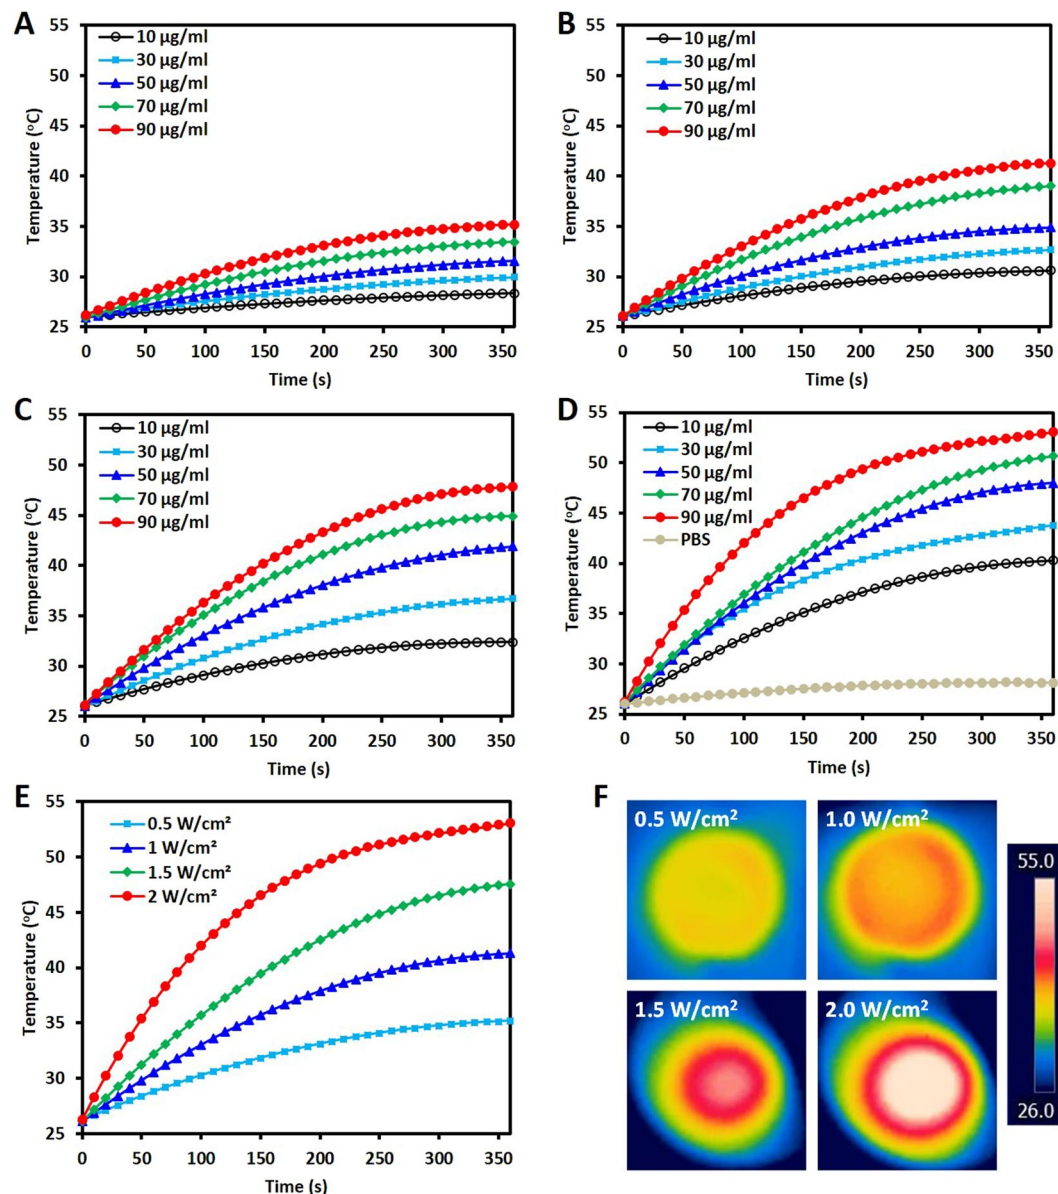 A
55
50
45
40
35
30
25
Temperature (°C)
10 µg/ml
30 µg/ml
50 µg/ml
70 µg/ml
90 µg/ml
0 50 100 150 200 250 300 350
Time (s)
B
55
50
45
40
35
30
25
Temperature (°C)
10 µg/ml
30 µg/ml
50 µg/ml
70 µg/ml
90 µg/ml
0 50 100 150 200 250 300 350
Time (s)
C
55
50
45
40
35
30
25
Temperature (°C)
10 µg/ml
30 µg/ml
50 µg/ml
70 µg/ml
90 µg/ml
0 50 100 150 200 250 300 350
Time (s)
D
55
50
45
40
35
30
25
Temperature (°C)
10 µg/ml
30 µg/ml
50 µg/ml
70 µg/ml
90 µg/ml
PBS
0 50 100 150 200 250 300 350
Time (s)
E
55
50
45
40
35
30
25
Temperature (°C)
0.5 W/cm²
1 W/cm²
1.5 W/cm²
2 W/cm²
0 50 100 150 200 250 300 350
Time (s)
F
0.5 W/cm²
1.0 W/cm²
1.5 W/cm²
2.0 W/cm²
55.0
26.0